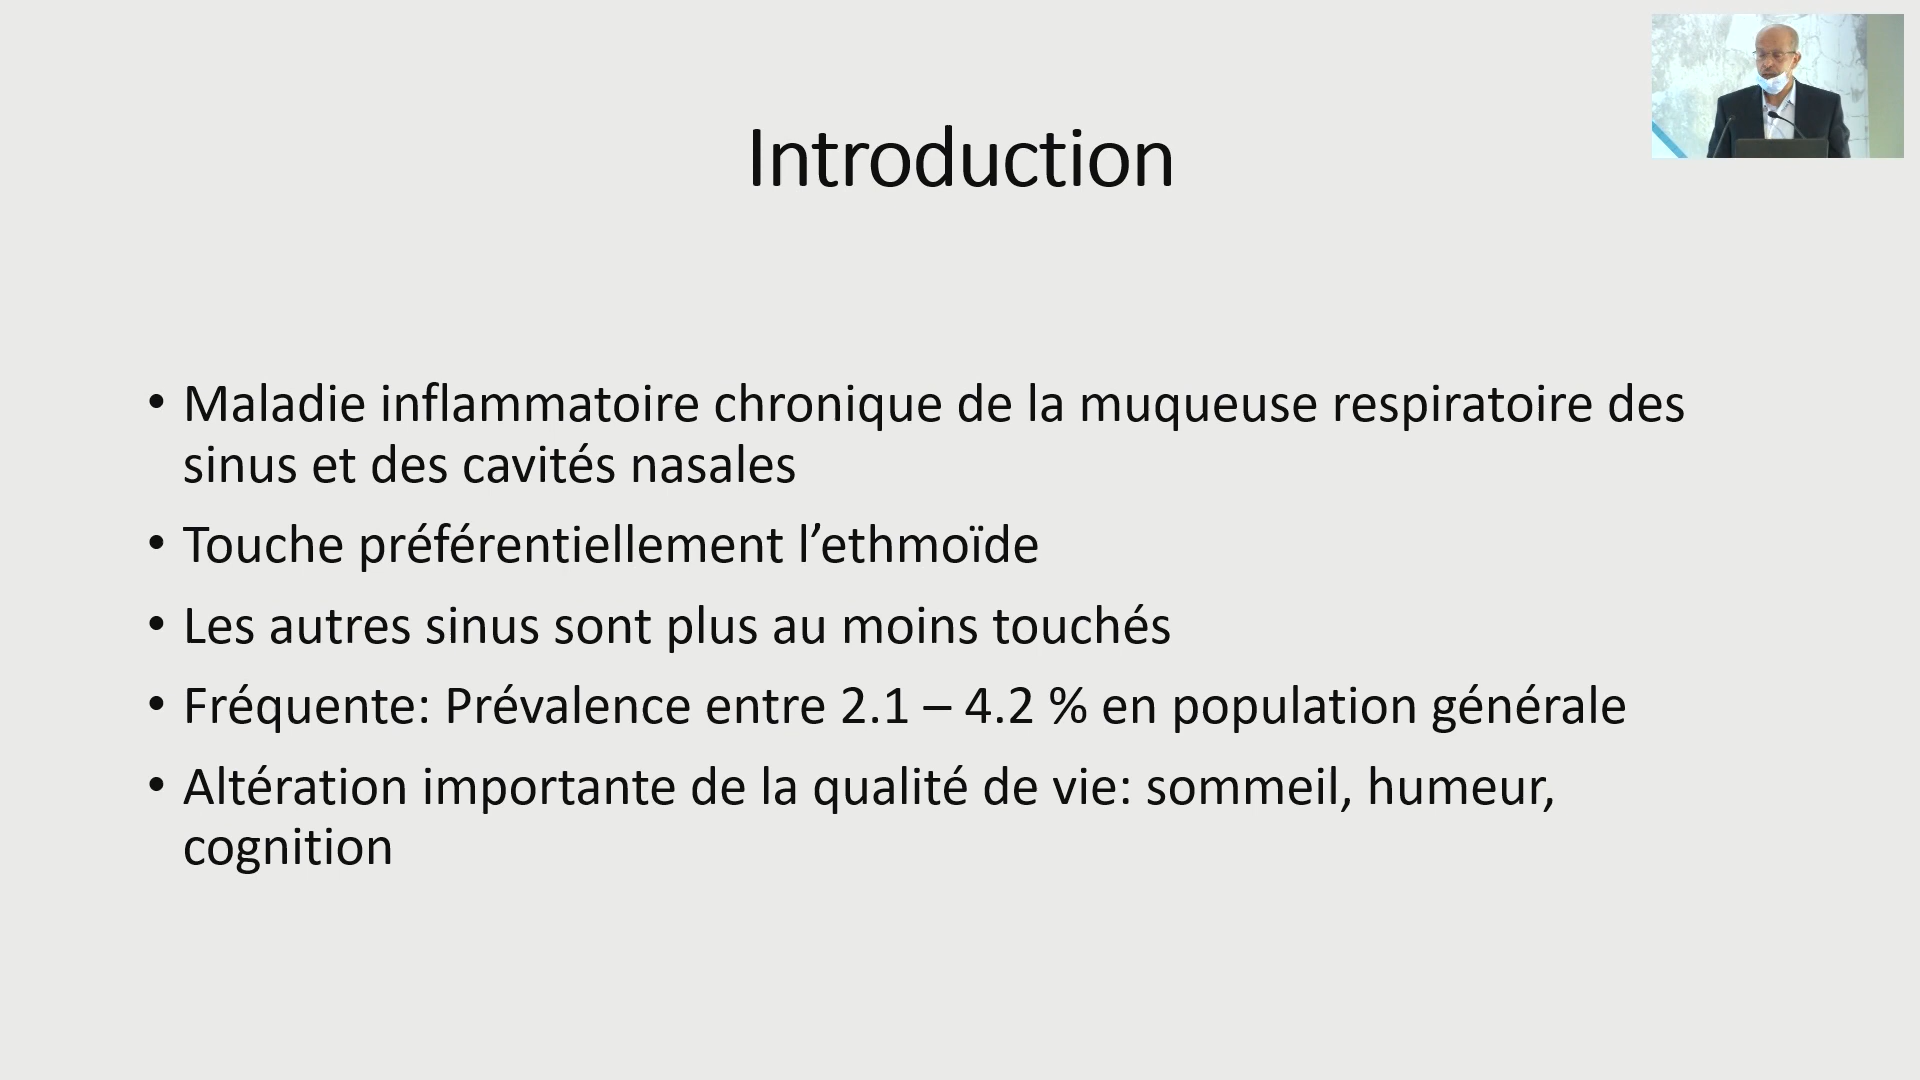 Introduction
• Maladie inflammatoire chronique de la muqueuse respiratoire des
sinus et des cavités nasales
• Touche préférentiellement l’ethmoïde
• Les autres sinus sont plus au moins touchés
• Fréquente: Prévalence entre 2.1 – 4.2 % en population générale
• Altération importante de la qualité de vie: sommeil, humeur,
cognition